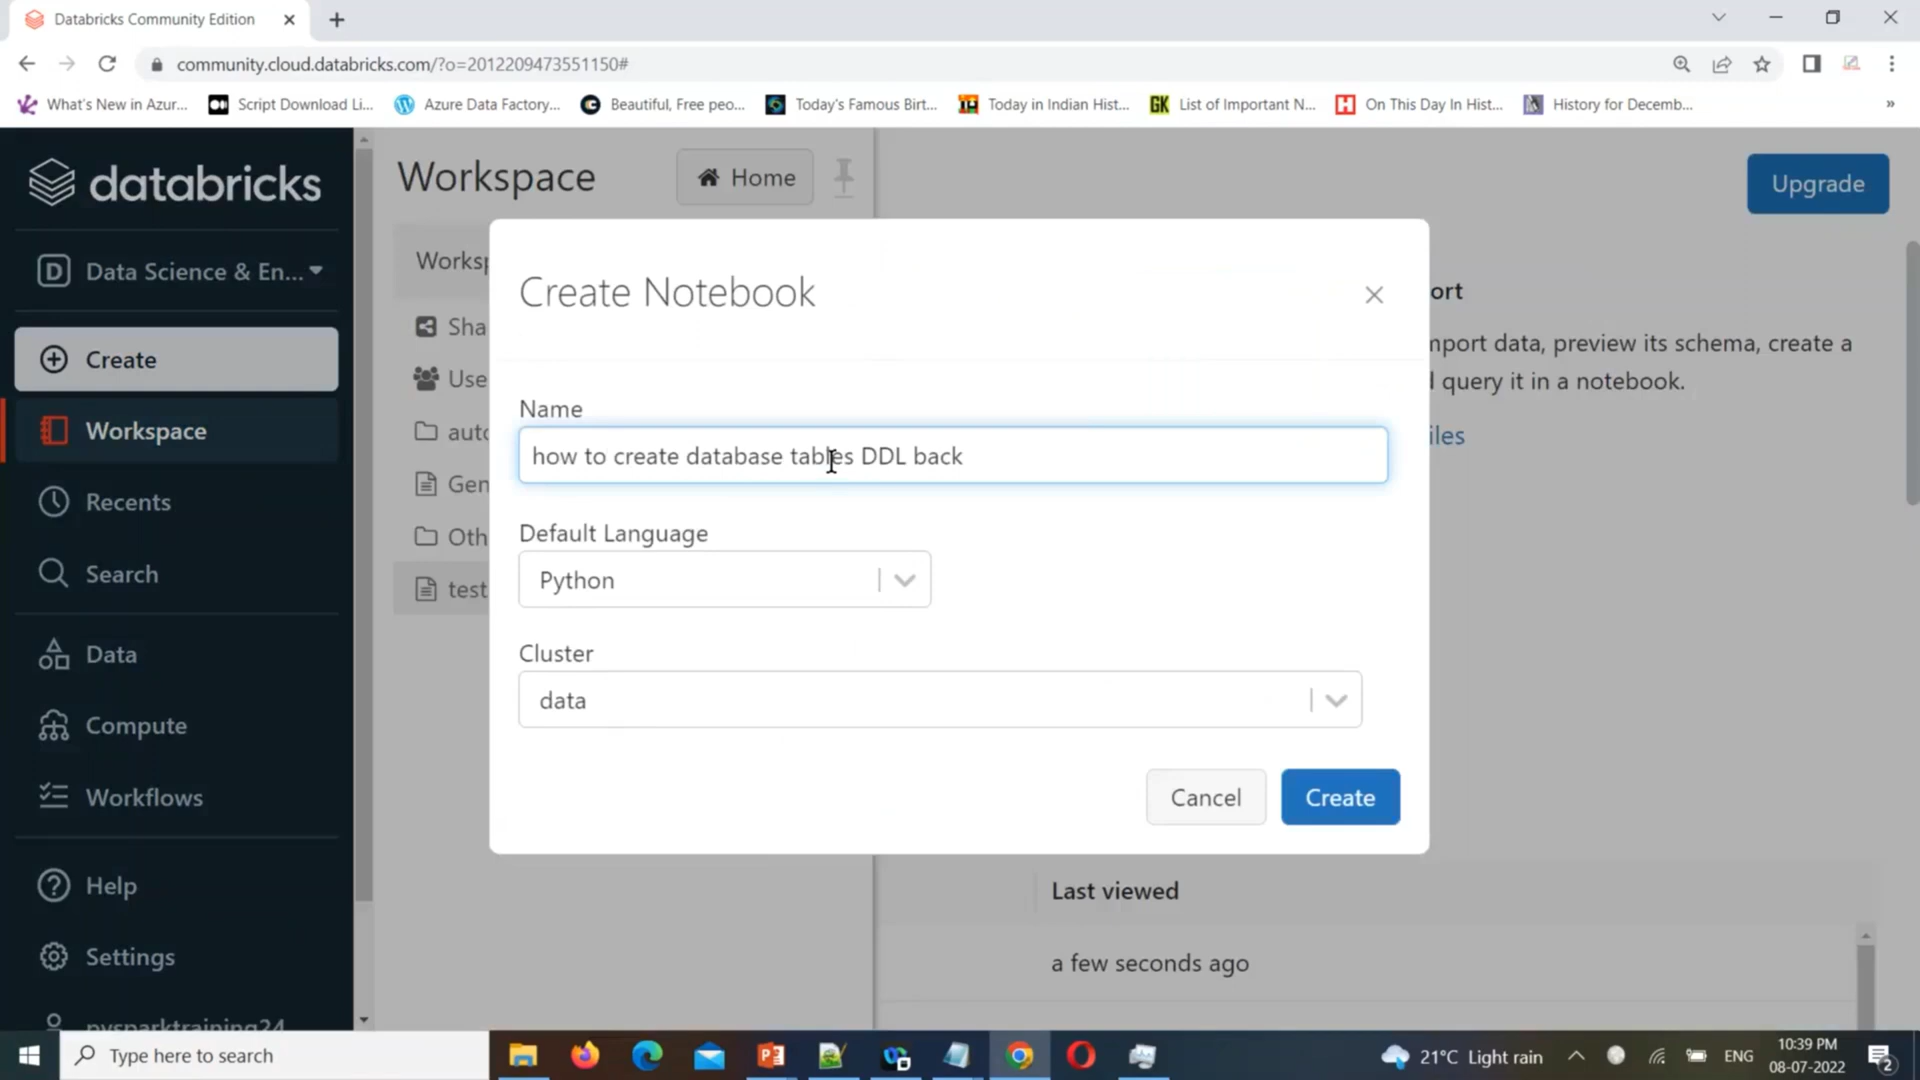 Databricks Community Edition
community.cloud.databricks.com/?o=2012209473551150#
What's New in Azur... Script Download Li... Azure Data Factory... Beautiful, Free peo... Today's Famous Birt... Today in Indian Hist... GK List of Important N... H On This Day In Hist... History for Decemb... »
databricks
D Data Science & En...
Create
Workspace
Recents
Search
Data
Compute
Workflows
Help
Settings
pysparktraining24
Workspace
Home
Worksp
Sha
Use
auto
Gen
Oth
test
Upgrade
ort
mport data, preview its schema, create a
query it in a notebook.
iles
Create Notebook
Name
how to create database tables DDL back
Default Language
Python
Cluster
data
Cancel
Create
Last viewed
a few seconds ago
Type here to search
21°C Light rain
ENG
10:39 PM
08-07-2022
2